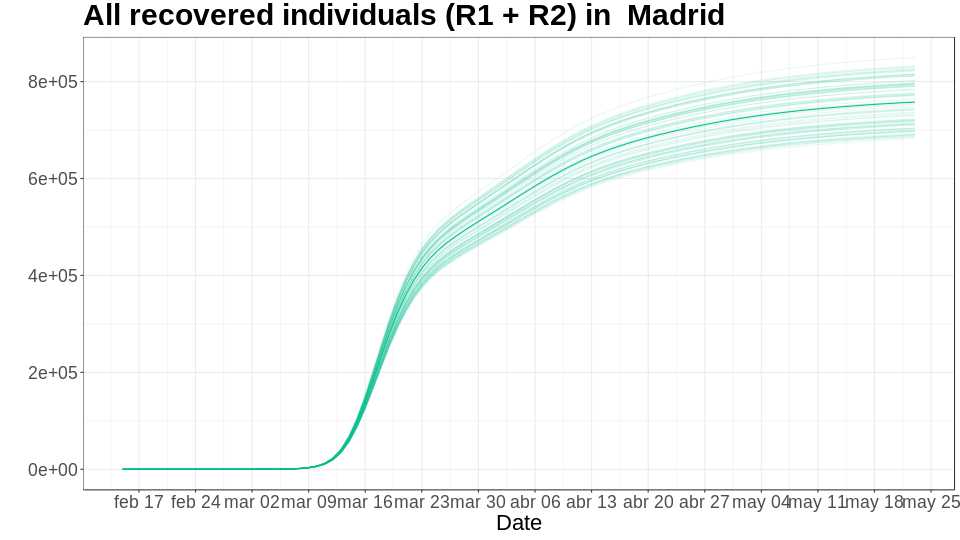 All recovered individuals (R1 + R2) in  Madrid
8e+05
6e+05
4e+05
2e+05
0e+00
feb 17 feb 24 mar 02 mar 09 mar 16 mar 23 mar 30 abr 06 abr 13 abr 20 abr 27 may 04 may 11 may 18 may 25
Date